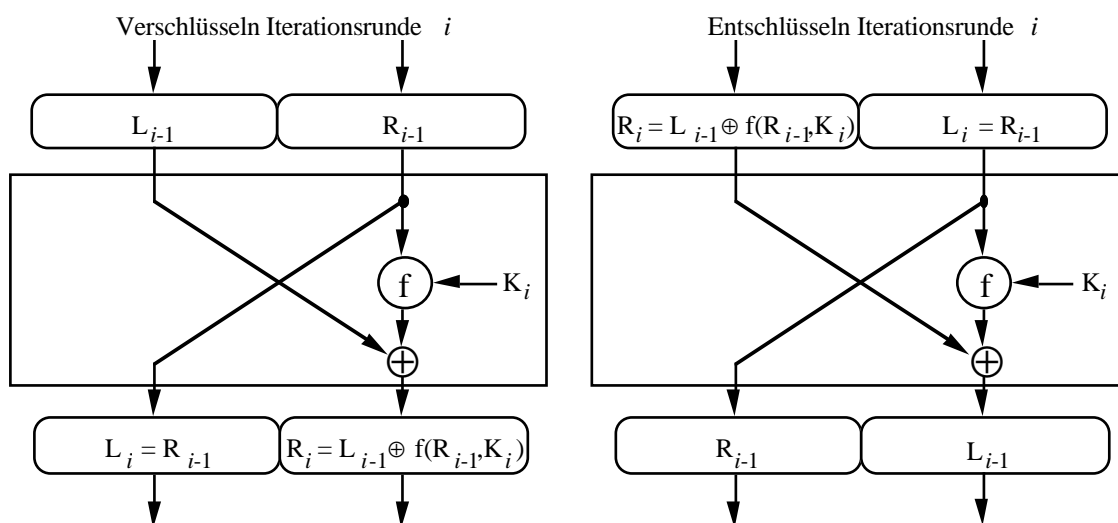 Verschlüsseln Iterationsrunde i
L i-1
R i-1
f
K i
L i = R i-1
R i = L i-1 ⊕ f(R i-1,K i)
Entschlüsseln Iterationsrunde i
R i = L i-1 ⊕ f(R i-1,K i)
L i = R i-1
f
K i
R i-1
L i-1